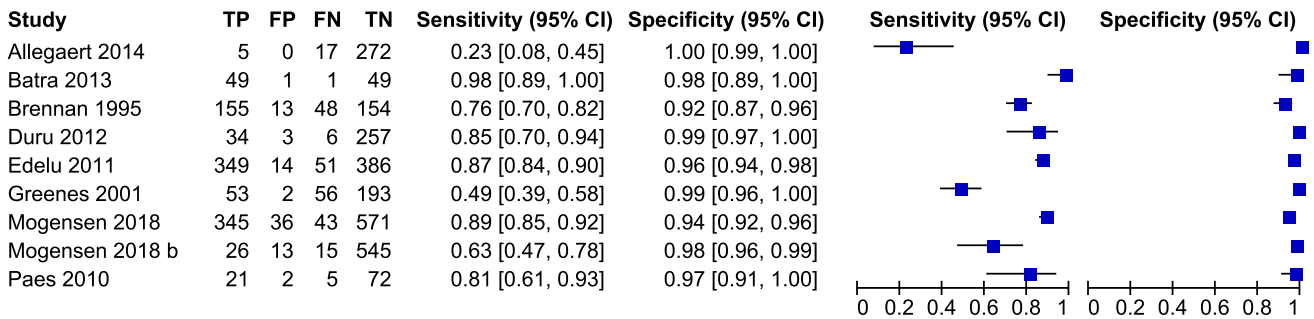 Study TP FP FN TN Sensitivity (95% CI) Specificity (95% CI) Sensitivity (95% CI) Specificity (95% CI)
Allegaert 2014 5 0 17 272 0.23 [0.08, 0.45] 1.00 [0.99, 1.00]
Batra 2013 49 1 1 49 0.98 [0.89, 1.00] 0.98 [0.89, 1.00]
Brennan 1995 155 13 48 154 0.76 [0.70, 0.82] 0.92 [0.87, 0.96]
Duru 2012 34 3 6 257 0.85 [0.70, 0.94] 0.99 [0.97, 1.00]
Edelu 2011 349 14 51 386 0.87 [0.84, 0.90] 0.96 [0.94, 0.98]
Greenes 2001 53 2 56 193 0.49 [0.39, 0.58] 0.99 [0.96, 1.00]
Mogensen 2018 345 36 43 571 0.89 [0.85, 0.92] 0.94 [0.92, 0.96]
Mogensen 2018 b 26 13 15 545 0.63 [0.47, 0.78] 0.98 [0.96, 0.99]
Paes 2010 21 2 5 72 0.81 [0.61, 0.93] 0.97 [0.91, 1.00]
0 0.2 0.4 0.6 0.8 1 0 0.2 0.4 0.6 0.8 1